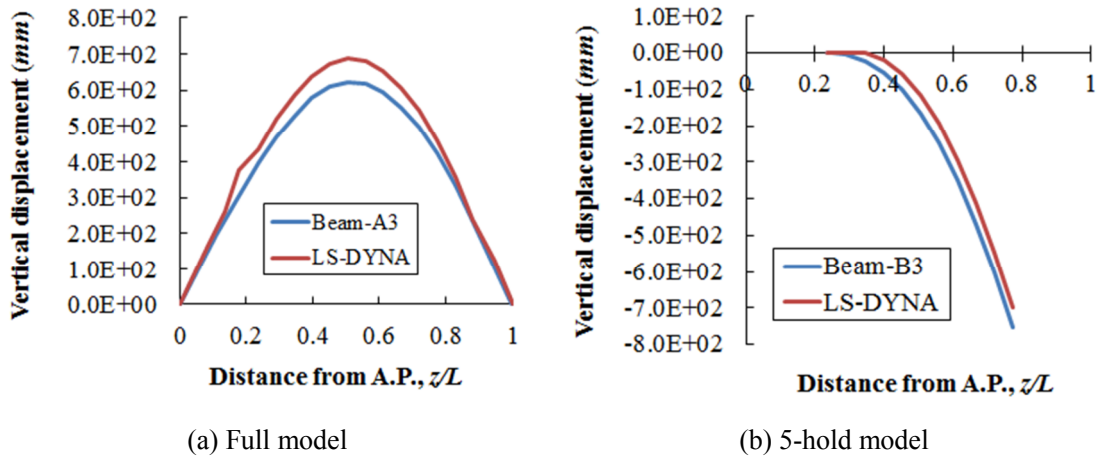 Vertical displacement (mm)
8.0E+02
7.0E+02
6.0E+02
5.0E+02
4.0E+02
3.0E+02
2.0E+02
1.0E+02
0.0E+00
Beam-A3
LS-DYNA
0 0.2 0.4 0.6 0.8 1
Distance from A.P., z/L
(a) Full model
Vertical displacement (mm)
1.0E+02
0.0E+00
-1.0E+02
-2.0E+02
-3.0E+02
-4.0E+02
-5.0E+02
-6.0E+02
-7.0E+02
-8.0E+02
0 0.2 0.4 0.6 0.8 1
Beam-B3
LS-DYNA
Distance from A.P., z/L
(b) 5-hold model